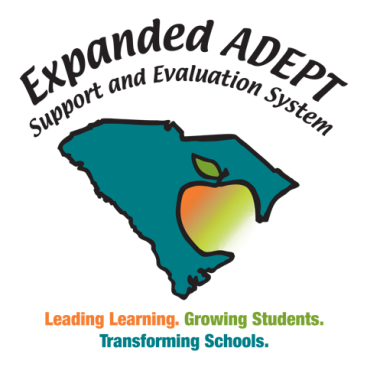 Expanded ADEPT
Support and Evaluation System
Leading Learning. Growing Students.
Transforming Schools.